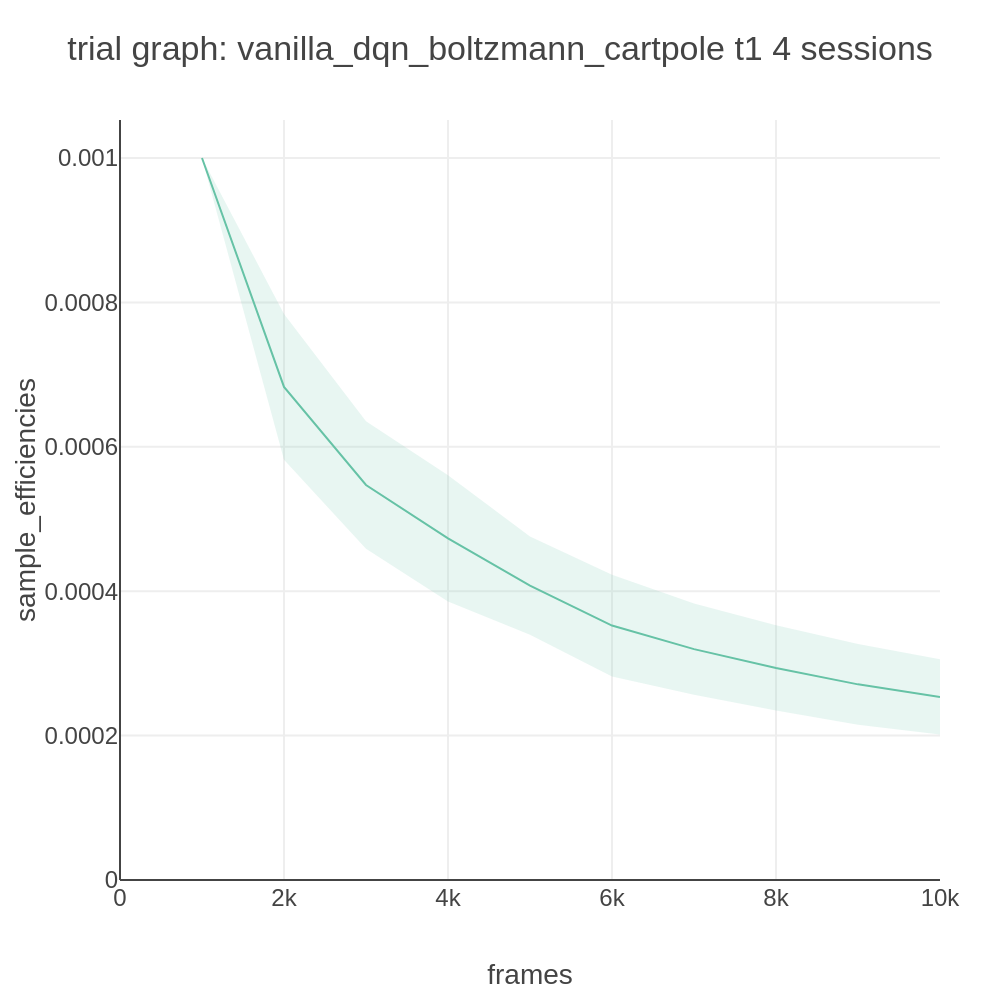 trial graph: vanilla_dqn_boltzmann_cartpole t1 4 sessions
sample_efficiencies
0.001
0.0008
0.0006
0.0004
0.0002
0
0 2k 4k 6k 8k 10k
frames